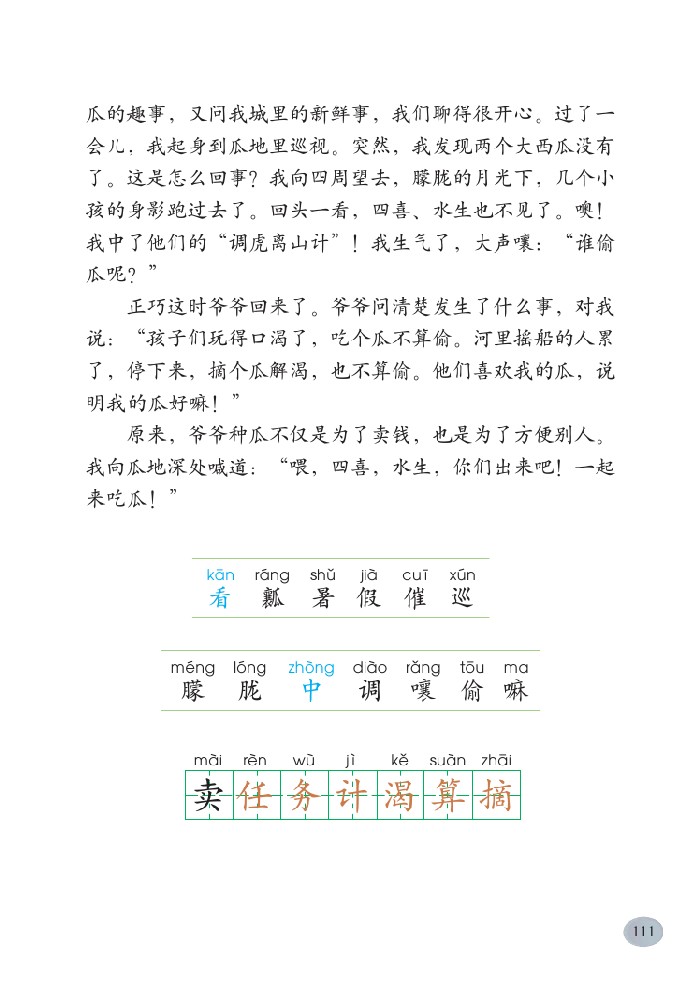 瓜的趣事，又问我城里的新鲜事，我们聊得很开心。过了一
会儿，我起身到瓜地里巡视。突然，我发现两个大西瓜没有
了。这是怎么回事？我向四周望去，朦胧的月光下，几个小
孩的身影跑过去了。回头一看，四喜、水生也不见了。噢！
我中了他们的“调虎离山计”！我生气了，大声嚷：“谁偷
瓜呢？”
正巧这时爷爷回来了。爷爷问清楚发生了什么事，对我
说：“孩子们玩得口渴了，吃个瓜不算偷。河里摇船的人累
了，停下来，摘个瓜解渴，也不算偷。他们喜欢我的瓜，说
明我的瓜好嘛！”
原来，爷爷种瓜不仅是为了卖钱，也是为了方便别人。
我向瓜地深处喊道：“喂，四喜，水生，你们出来吧！一起
来吃瓜！”
kān ráng shǔ jià cuī xún
看 瓤 暑 假 催 巡
méng lóng zhòng diào rǎng tōu ma
朦 胧 中 调 嚷 偷 嘛
mài rèn wù jì kě suàn zhāi
卖 任 务 计 渴 算 摘
111